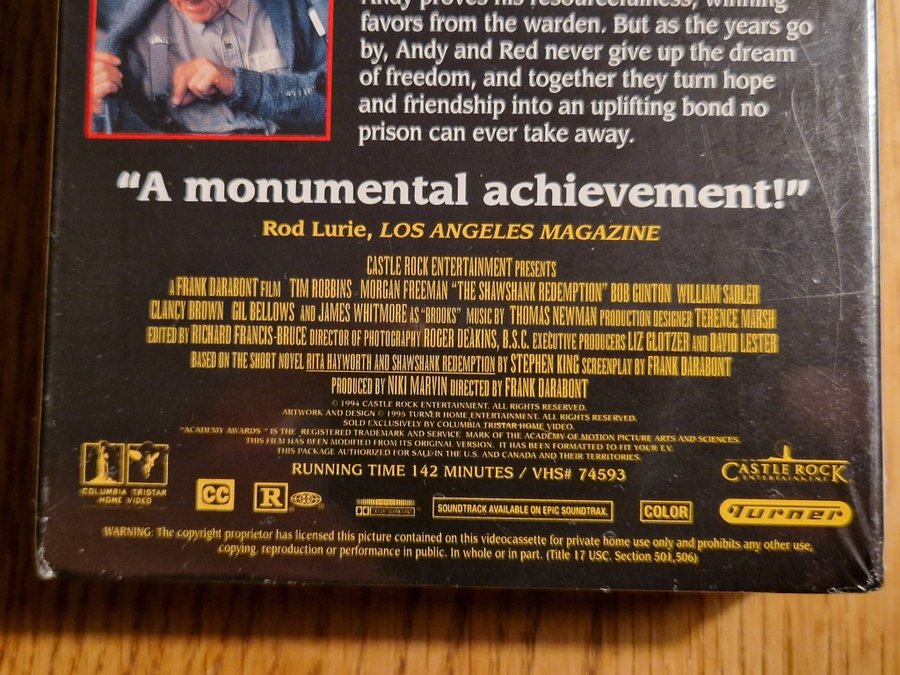 Andy proves his resourcefulness, winning
favors from the warden. But as the years go
by, Andy and Red never give up the dream
of freedom, and together they turn hope
and friendship into an uplifting bond no
prison can ever take away.
“A monumental achievement!”
Rod Lurie, LOS ANGELES MAGAZINE
CASTLE ROCK ENTERTAINMENT PRESENTS
A FRANK DARABONT FILM TIM ROBBINS MORGAN FREEMAN "THE SHAWSHANK REDEMPTION" BOB GUNTON WILLIAM SADLER
CLANCY BROWN GIL BELLOWS AND JAMES WHITMORE AS "BROOKS" MUSIC BY THOMAS NEWMAN PRODUCTION DESIGNER TERENCE MARSH
EDITED BY RICHARD FRANCIS-BRUCE DIRECTOR OF PHOTOGRAPHY ROGER DEAKINS, B.S.C. EXECUTIVE PRODUCERS LIZ GLOTZER AND DAVID LESTER
BASED ON THE SHORT NOVEL RITA HAYWORTH AND SHAWSHANK REDEMPTION BY STEPHEN KING SCREENPLAY BY FRANK DARABONT
PRODUCED BY NIKI MARVIN DIRECTED BY FRANK DARABONT
© 1994 CASTLE ROCK ENTERTAINMENT. ALL RIGHTS RESERVED.
ARTWORK AND DESIGN © 1995 TURNER HOME ENTERTAINMENT. ALL RIGHTS RESERVED.
SOLD EXCLUSIVELY BY COLUMBIA TRISTAR HOME VIDEO.
"ACADEMY AWARDS" IS THE REGISTERED TRADEMARK AND SERVICE MARK OF THE ACADEMY OF MOTION PICTURE ARTS AND SCIENCES.
THIS FILM HAS BEEN MODIFIED FROM ITS ORIGINAL VERSION. IT HAS BEEN FORMATTED TO FIT YOUR T.V.
THIS PACKAGE AUTHORIZED FOR SALE IN THE U.S. AND CANADA AND THEIR TERRITORIES.
RUNNING TIME 142 MINUTES / VHS# 74593
COLUMBIA TRISTAR
HOME VIDEO
CC
R
SOUNDTRACK AVAILABLE ON EPIC SOUNDTRAX.
COLOR
CASTLE ROCK
ENTERTAINMENT
Turner
WARNING: The copyright proprietor has licensed this picture contained on this videocassette for private home use only and prohibits any other use,
copying, reproduction or performance in public. In whole or in part. (Title 17 USC. Section 501,506)